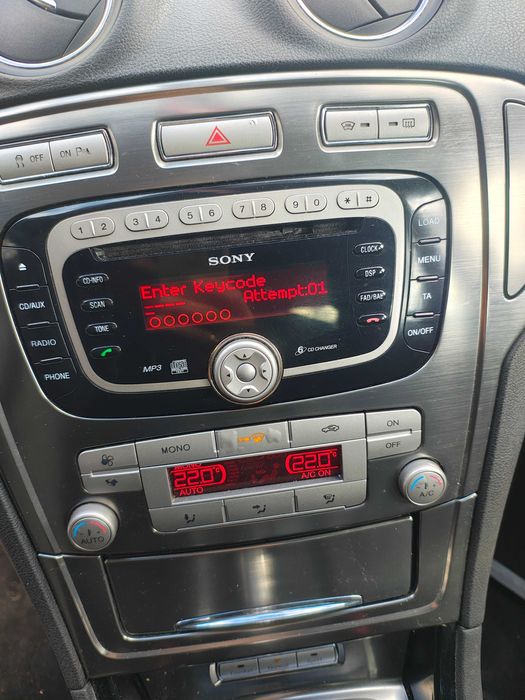 OFF ON P
1 2 3 4 5 6 7 8 9 0 * #
SONY
CLOCK
LOAD
CD-INFO
DSP
MENU
CD/AUX
SCAN
Enter Keycode
Attempt:01
FAD/BAL
TA
RADIO
TONE
ON/OFF
PHONE
MP3
6 CD CHANGER
MONO
ON
OFF
MONO
22.0°
AUTO
22.0°
A/C ON
AUTO
A/C